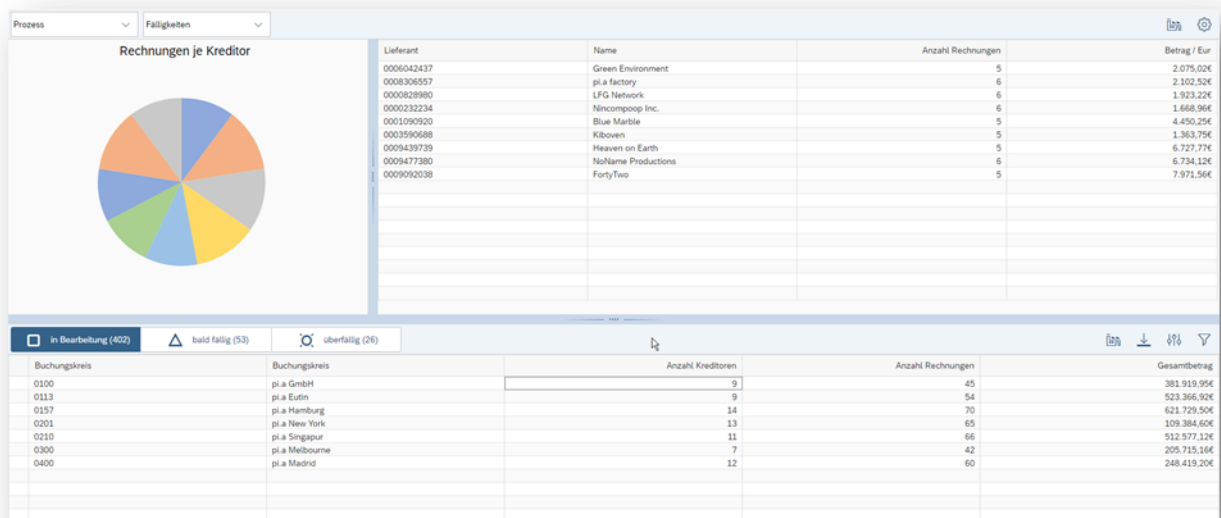 Prozess Fälligkeiten
Rechnungen je Kreditor
Lieferant Name Anzahl Rechnungen Betrag / Eur
0006042437 Green Environment 5 2.075,02€
0008306557 pi.a factory 6 2.102,52€
0000828980 LFG Network 6 1.923,22€
0000232234 Nincompoop Inc. 6 1.668,96€
0001090920 Blue Marble 5 4.450,25€
0003590688 Kiboven 5 1.363,75€
0009439739 Heaven on Earth 5 6.727,77€
0009477380 NoName Productions 6 6.734,12€
0009092038 FortyTwo 5 7.971,56€
in Bearbeitung (402) bald fällig (53) überfällig (26)
Buchungskreis Buchungskreis Anzahl Kreditoren Anzahl Rechnungen Gesamtbetrag
0100 pi.a GmbH 9 45 381.919,95€
0113 pi.a Eutin 9 54 523.366,92€
0157 pi.a Hamburg 14 70 621.729,50€
0201 pi.a New York 13 65 109.384,60€
0210 pi.a Singapur 11 66 512.577,12€
0300 pi.a Melbourne 7 42 205.715,16€
0400 pi.a Madrid 12 60 248.419,20€